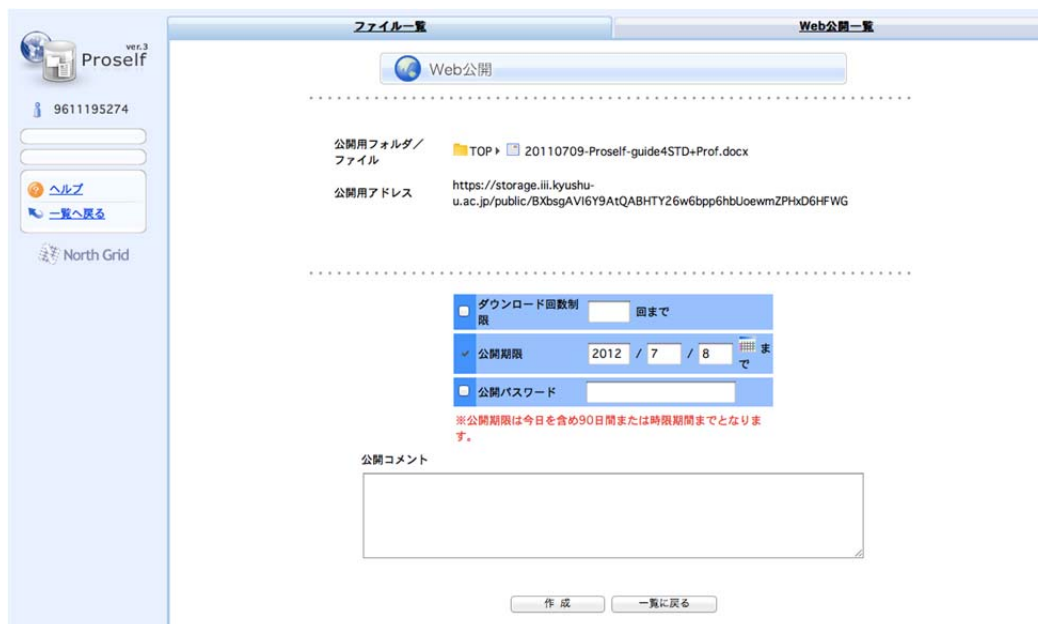 ファイル一覧
Web公開一覧
ver.3
Proself
9611195274
ヘルプ
一覧へ戻る
North Grid
Web公開
公開用フォルダ／
ファイル
TOP
20110709-Proself-guide4STD+Prof.docx
公開用アドレス
https://storage.iii.kyushu-
u.ac.jp/public/BXbsgAVI6Y9AtQABHTY26w6bpp6hbUoewmZPHxD6HFWG
ダウンロード回数制
限
回まで
公開期限
2012 / 7 / 8 ま
で
公開パスワード
※公開期限は今日を含め90日間または時限期間までとなりま
す。
公開コメント
作 成
一覧に戻る